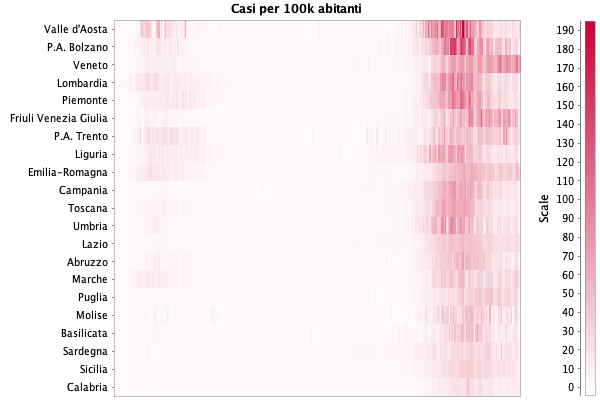 Casi per 100k abitanti
Valle d'Aosta
P.A. Bolzano
Veneto
Lombardia
Piemonte
Friuli Venezia Giulia
P.A. Trento
Liguria
Emilia-Romagna
Campania
Toscana
Umbria
Lazio
Abruzzo
Marche
Puglia
Molise
Basilicata
Sardegna
Sicilia
Calabria
Scale
190
180
170
160
150
140
130
120
110
100
90
80
70
60
50
40
30
20
10
0